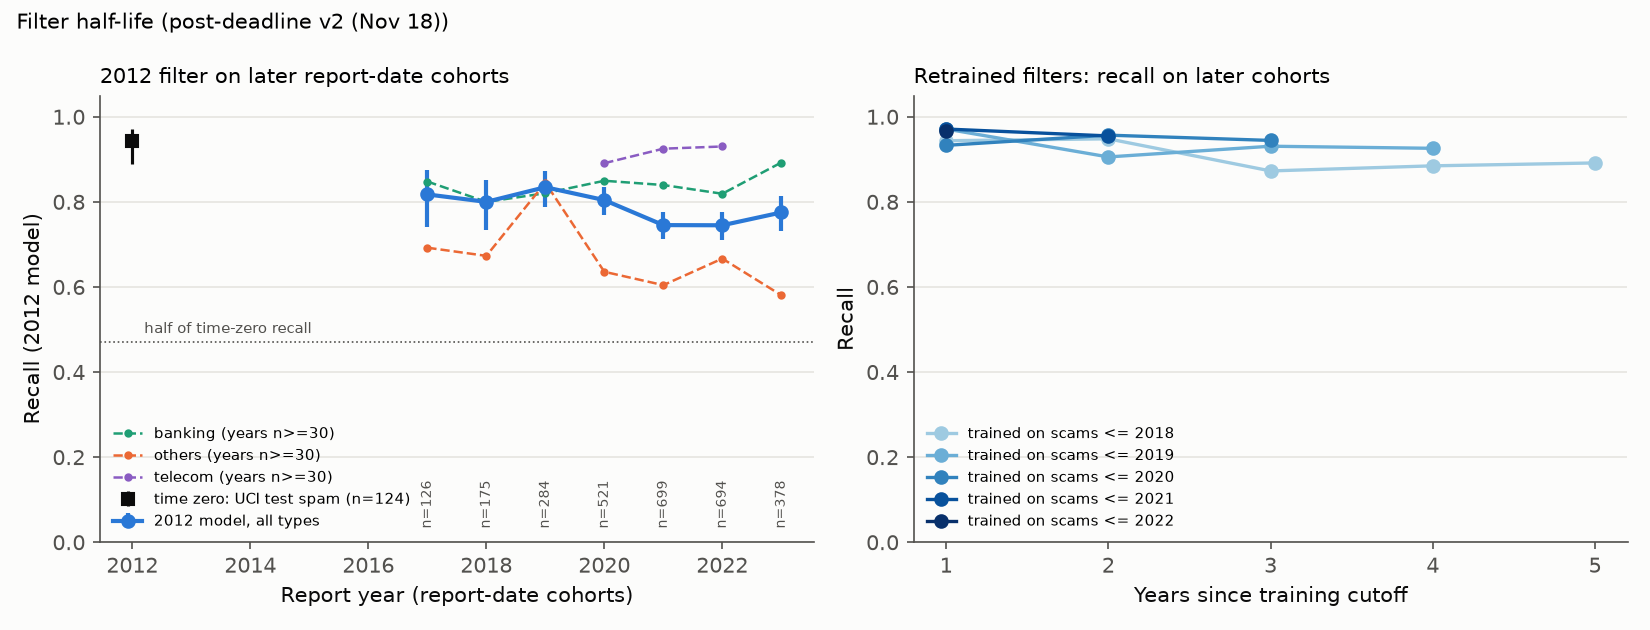 Filter half-life (post-deadline v2 (Nov 18))
2012 filter on later report-date cohorts
Recall (2012 model)
1.0
0.8
0.6
0.4
0.2
0.0
half of time-zero recall
banking (years n>=30)
others (years n>=30)
telecom (years n>=30)
time zero: UCI test spam (n=124)
2012 model, all types
n=126
n=175
n=284
n=521
n=699
n=694
n=378
2012
2014
2016
2018
2020
2022
Report year (report-date cohorts)
Retrained filters: recall on later cohorts
Recall
1.0
0.8
0.6
0.4
0.2
0.0
trained on scams <= 2018
trained on scams <= 2019
trained on scams <= 2020
trained on scams <= 2021
trained on scams <= 2022
1
2
3
4
5
Years since training cutoff